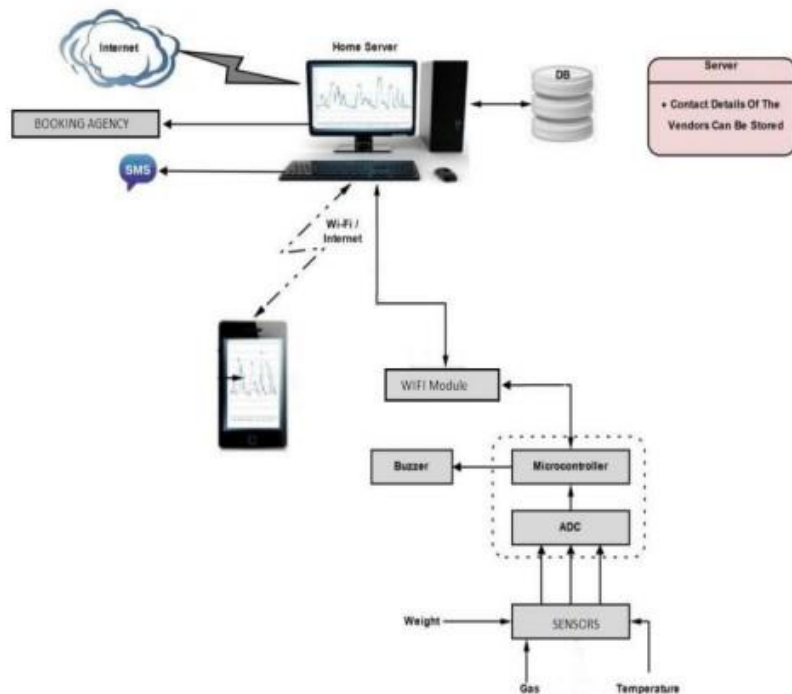 Internet
Home Server
DB
Server
• Contact Details Of The
Vendors Can Be Stored
BOOKING AGENCY
SMS
Wi-Fi /
Internet
WIFI Module
Buzzer
Microcontroller
ADC
Weight
SENSORS
Gas
Temperature